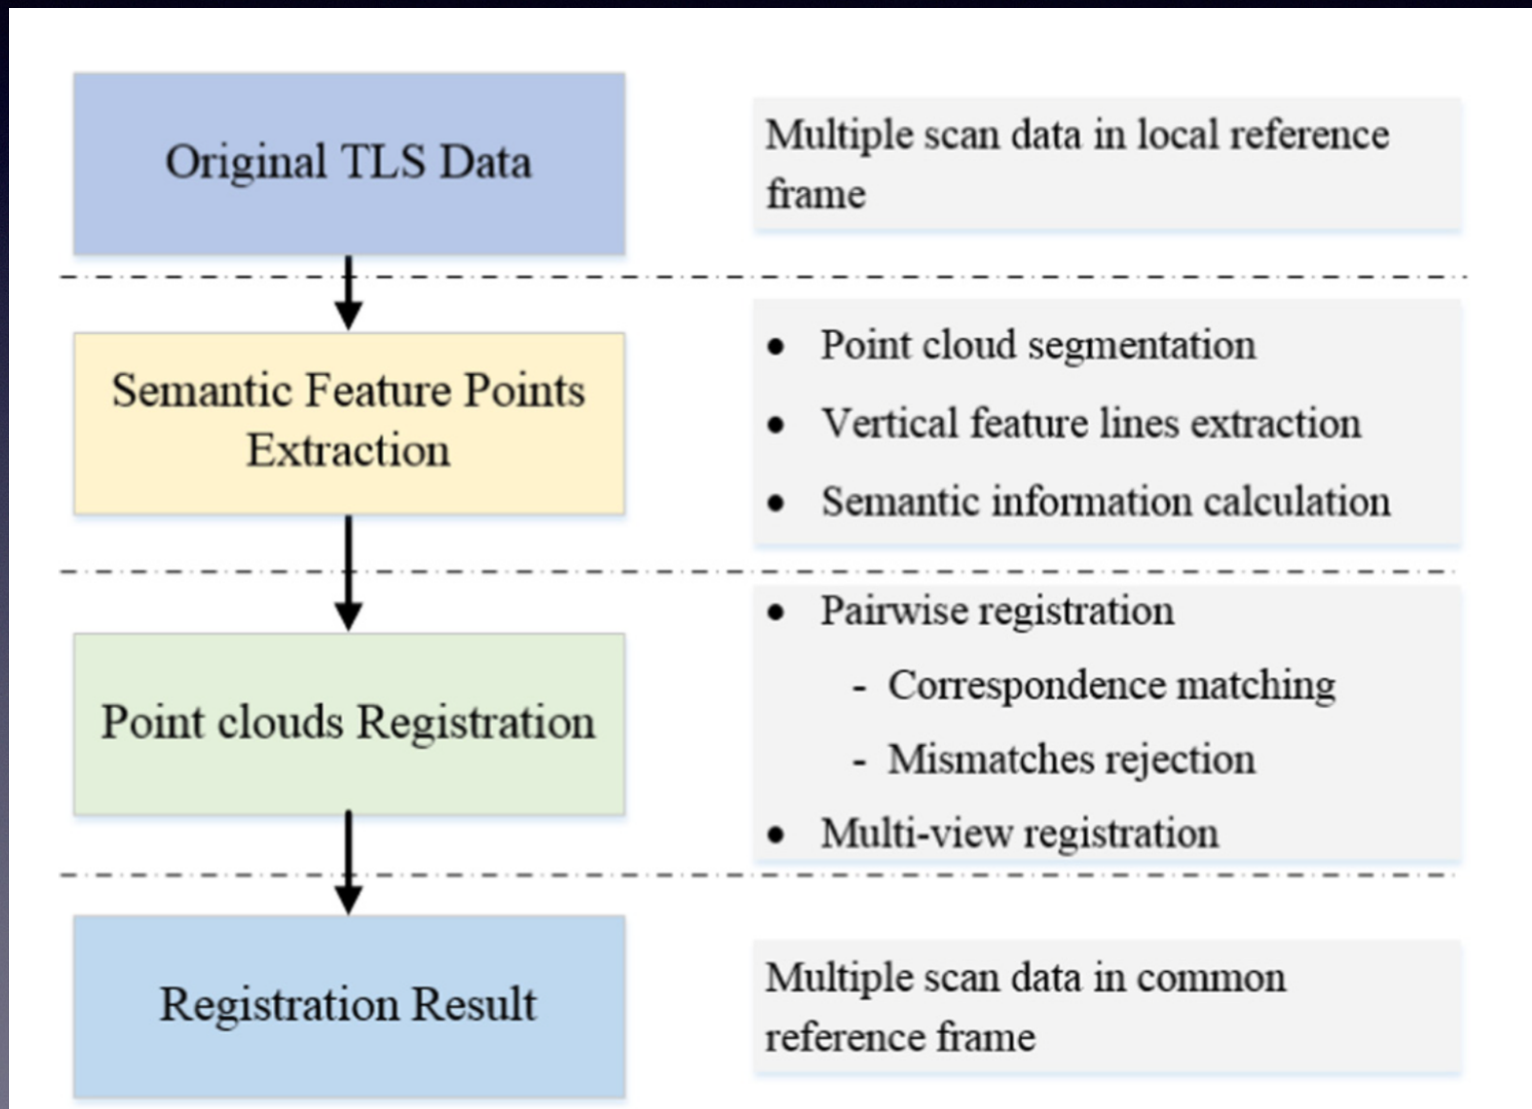 Original TLS Data
Multiple scan data in local reference
frame
Semantic Feature Points
Extraction
• Point cloud segmentation
• Vertical feature lines extraction
• Semantic information calculation
Point clouds Registration
• Pairwise registration
- Correspondence matching
- Mismatches rejection
• Multi-view registration
Registration Result
Multiple scan data in common
reference frame